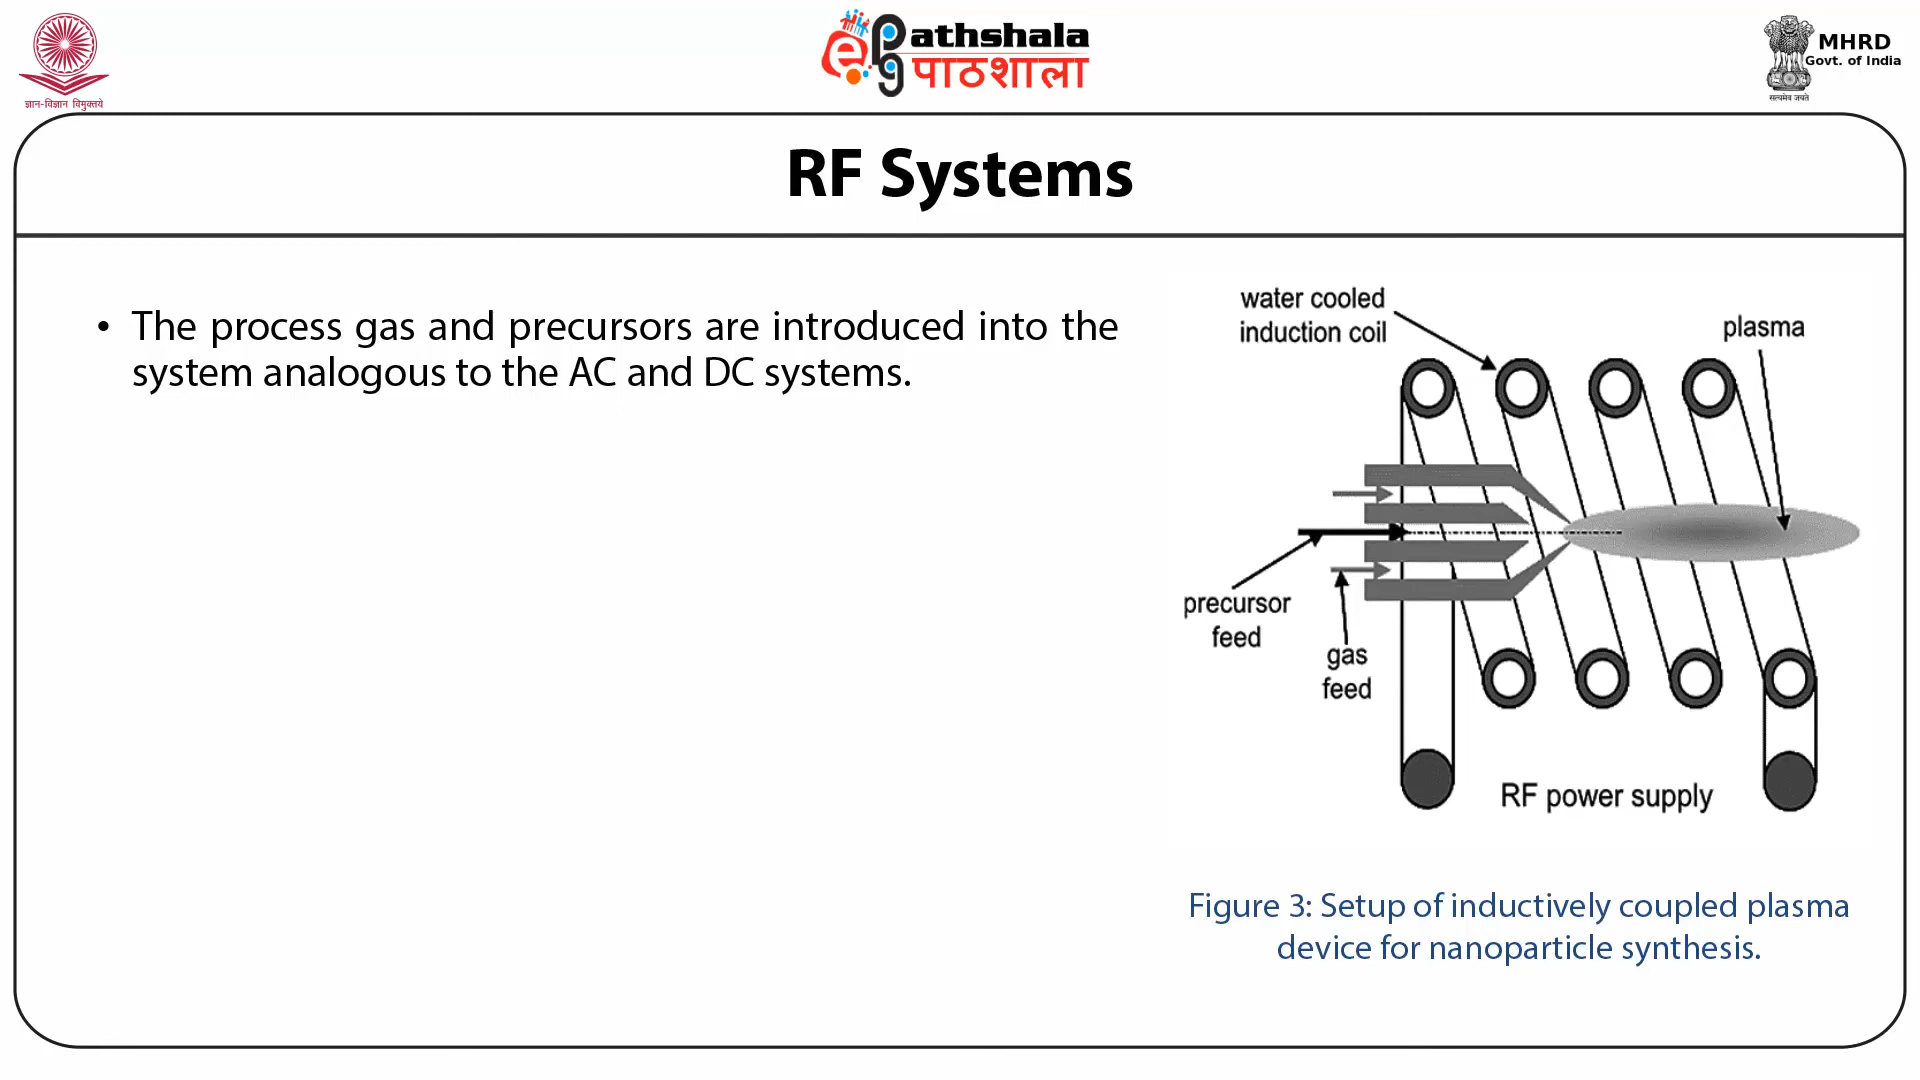 ज्ञान-विज्ञान विमुक्तये
ePathshala
पाठशाला
MHRD
Govt. of India
सत्यमेव जयते
RF Systems
• The process gas and precursors are introduced into the
system analogous to the AC and DC systems.
water cooled
induction coil
plasma
precursor
feed
gas
feed
RF power supply
Figure 3: Setup of inductively coupled plasma
device for nanoparticle synthesis.